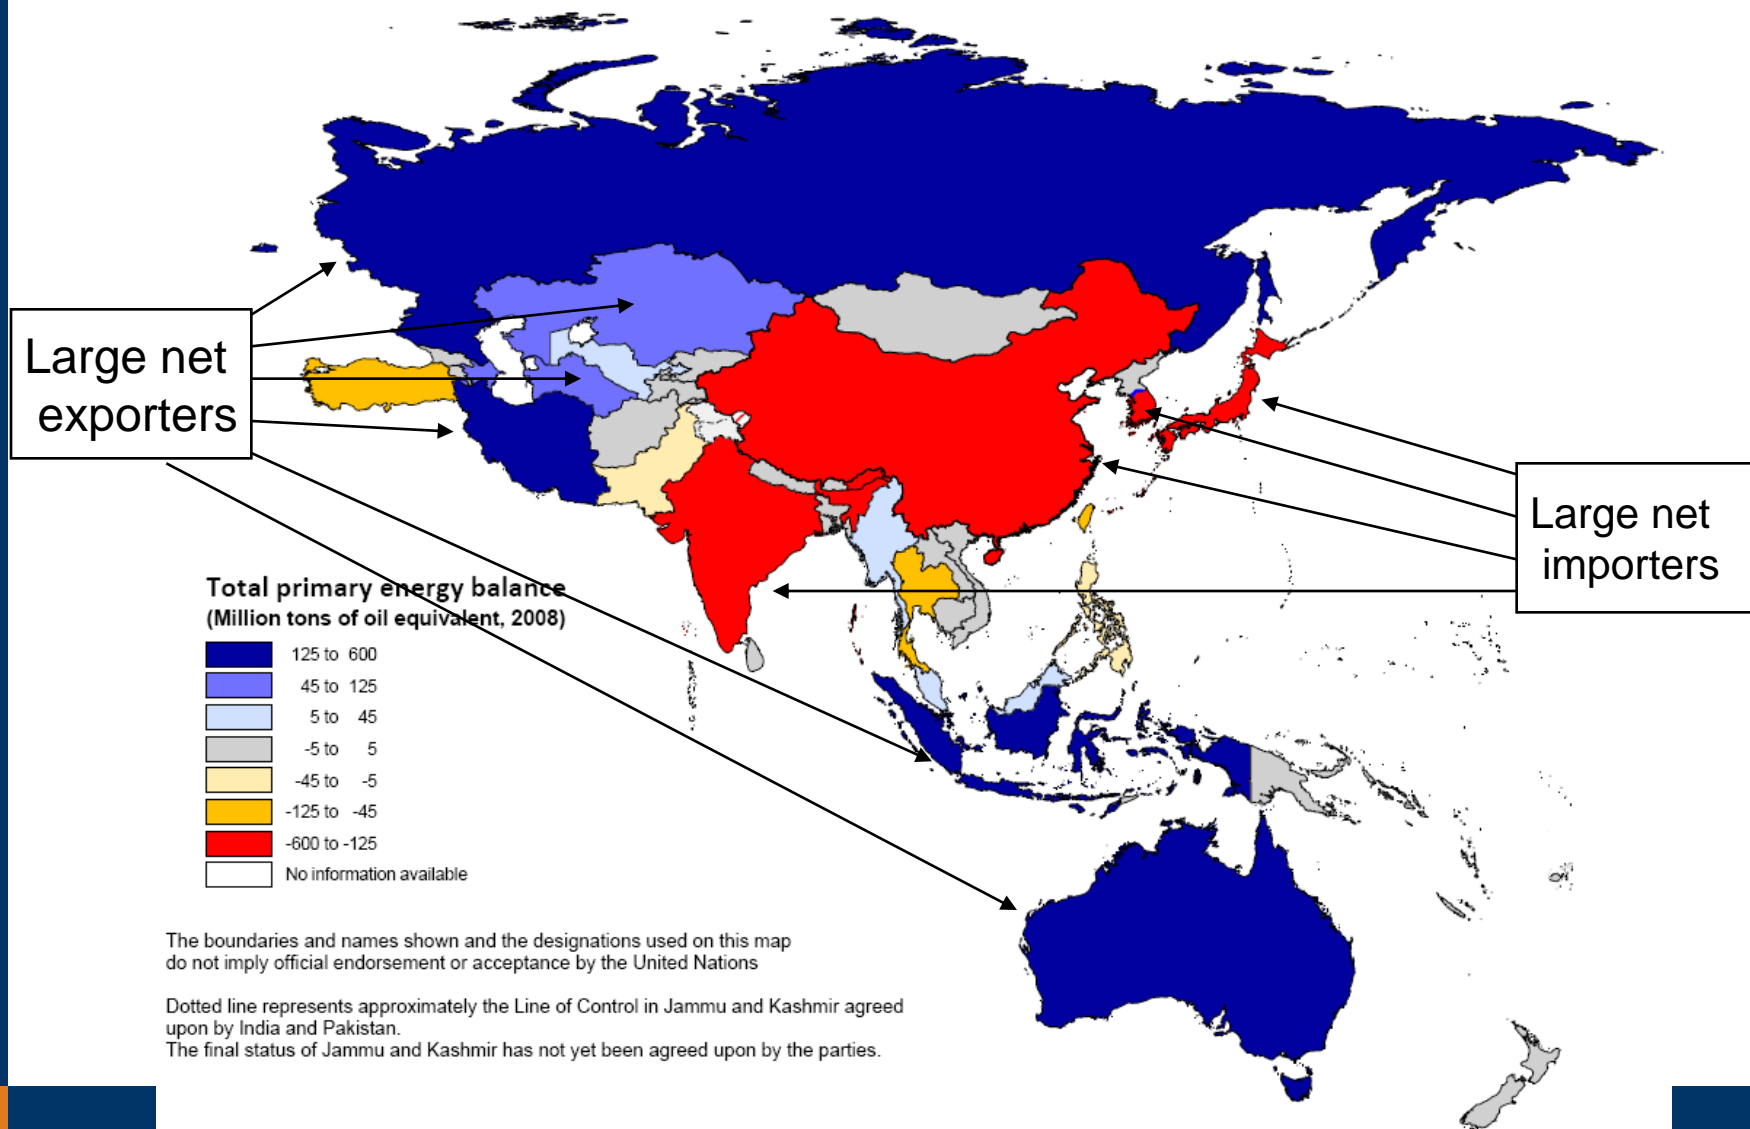 Large net
exporters
Large net
importers
Total primary energy balance
(Million tons of oil equivalent, 2008)
125 to 600
45 to 125
5 to 45
-5 to 5
-45 to -5
-125 to -45
-600 to -125
No information available
The boundaries and names shown and the designations used on this map
do not imply official endorsement or acceptance by the United Nations
Dotted line represents approximately the Line of Control in Jammu and Kashmir agreed
upon by India and Pakistan.
The final status of Jammu and Kashmir has not yet been agreed upon by the parties.